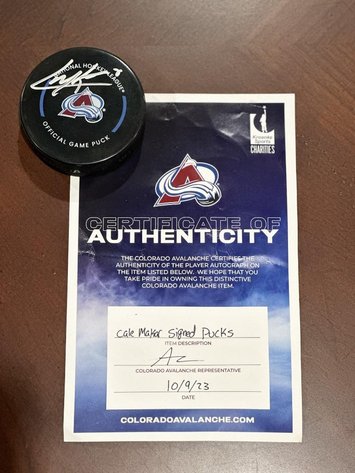 NATIONAL HOCKEY LEAGUE®
OFFICIAL GAME PUCK
Kroenke
Sports
CHARITIES
CERTIFICATE OF
AUTHENTICITY
THE COLORADO AVALANCHE CERTIFIES THE
AUTHENTICITY OF THE PLAYER AUTOGRAPH ON
THE ITEM LISTED BELOW. WE HOPE THAT YOU
TAKE PRIDE IN OWNING THIS DISTINCTIVE
COLORADO AVALANCHE ITEM.
Cale Makar Signed Pucks
ITEM DESCRIPTION
COLORADO AVALANCHE REPRESENTATIVE
10/9/23
DATE
COLORADOAVALANCHE.COM